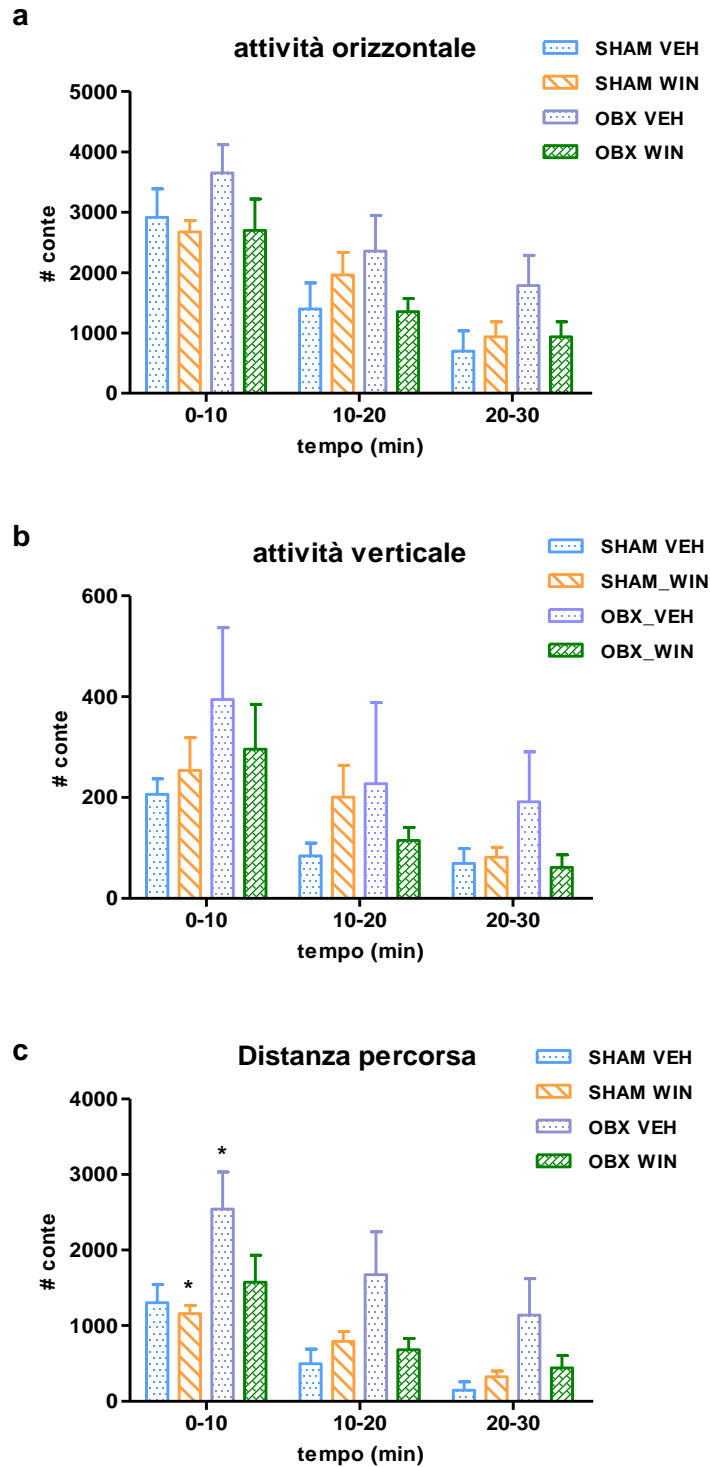 a
attività orizzontale
SHAM VEH
SHAM WIN
OBX VEH
OBX WIN
5000
4000
3000
2000
1000
0
# conte
0-10 10-20 20-30
tempo (min)
b
attività verticale
SHAM VEH
SHAM_WIN
OBX_VEH
OBX_WIN
600
400
200
0
# conte
0-10 10-20 20-30
tempo (min)
c
Distanza percorsa
SHAM VEH
SHAM WIN
OBX VEH
OBX WIN
4000
3000
2000
1000
0
# conte
*
*
0-10 10-20 20-30
tempo (min)